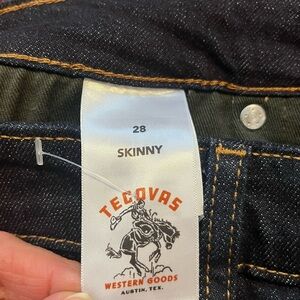 28
SKINNY
TECOVAS
WESTERN GOODS
AUSTIN, TEX.